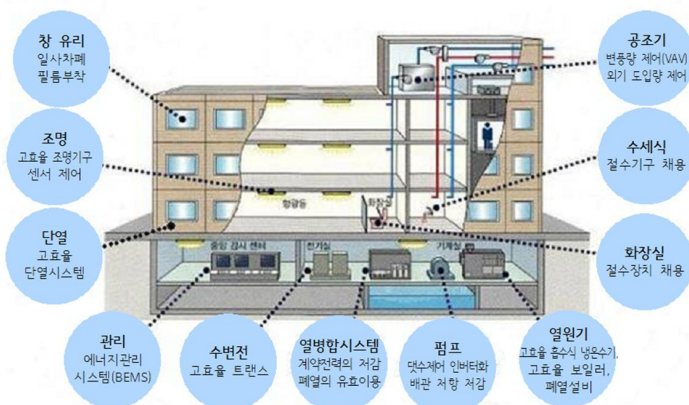 창 유리
일사차폐
필름부착
공조기
변풍량 제어(VAV)
외기 도입량 제어
조명
고효율 조명기구
센서 제어
수세식
절수기구 채용
형광등
화장실
단열
고효율
단열시스템
중앙 감시 센터
전기실
기계실
화장실
절수장치 채용
관리
에너지관리
시스템(BEMS)
수변전
고효율 트랜스
열병합시스템
계약전력의 저감
폐열의 유효이용
펌프
댓수제어 인버터화
배관 저항 저감
열원기
고효율 흡수식 냉온수기,
고효율 보일러,
폐열설비